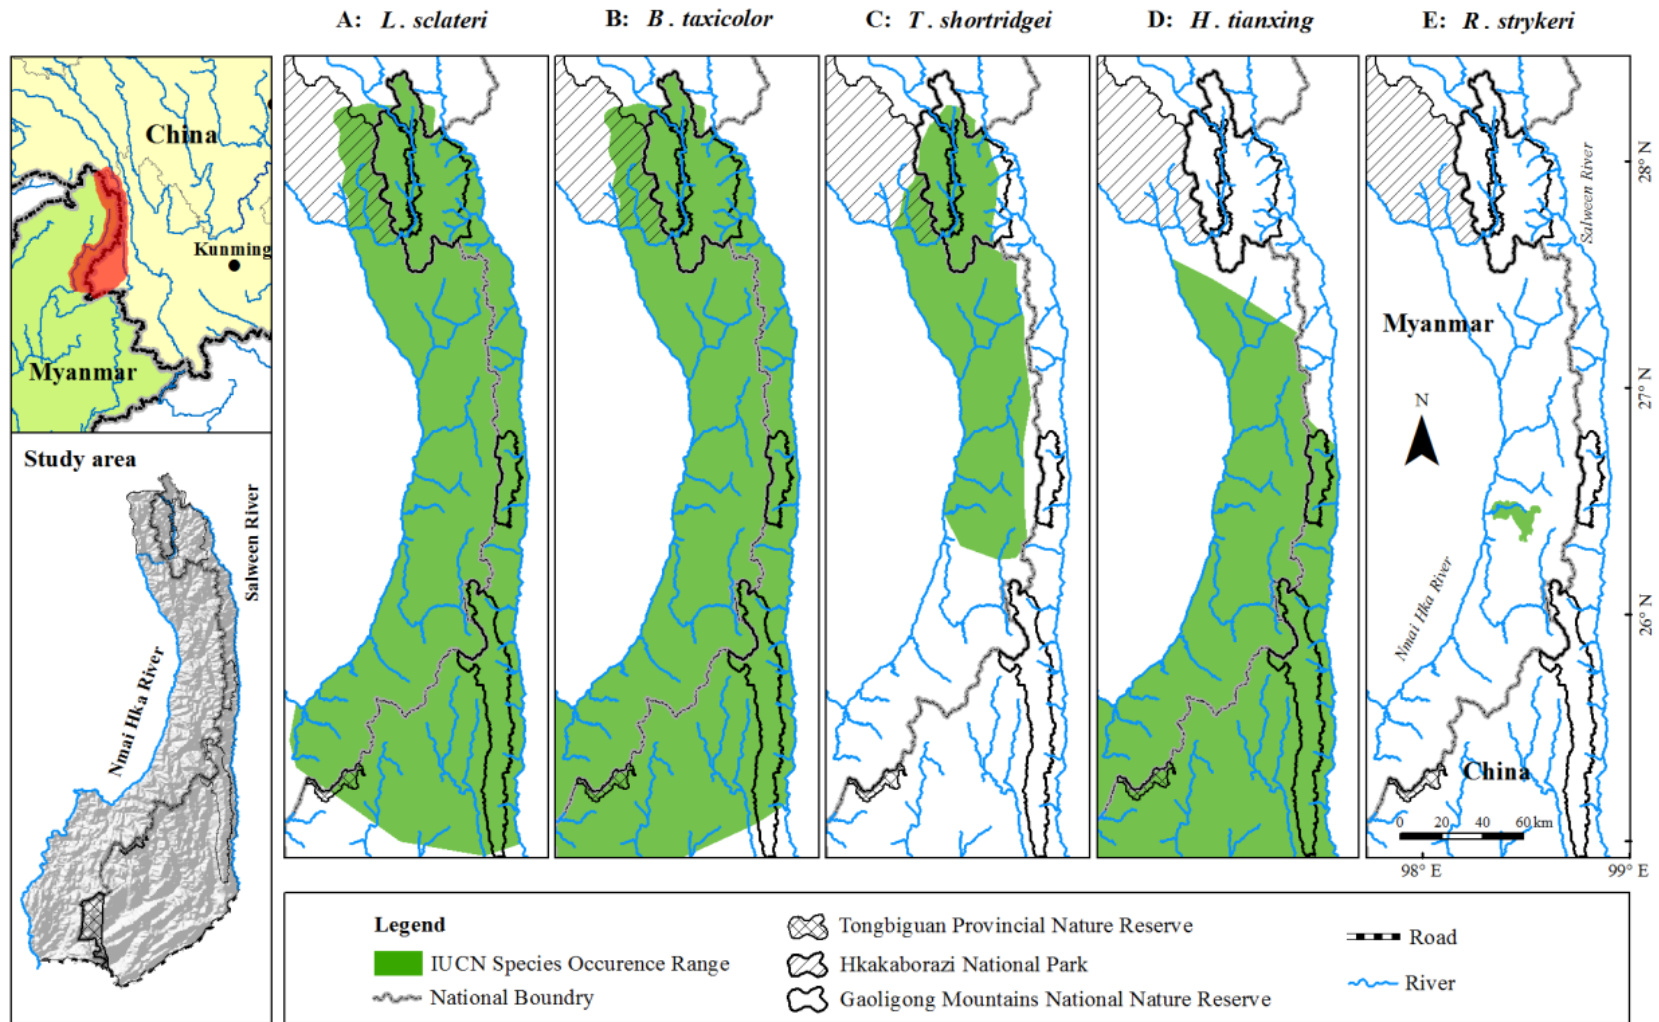 A: L. sclateri
B: B. taxicolor
C: T. shortridgei
D: H. tianxing
E: R. strykeri
China
Kunming
Myanmar
Study area
Salween River
Nmai Hka River
Salween River
Myanmar
N
Nmai Hka River
China
0 20 40 60 km
28° N
27° N
26° N
98° E
99° E
Legend
IUCN Species Occurence Range
National Boundry
Tongbiguan Provincial Nature Reserve
Hkakaborazi National Park
Gaoligong Mountains National Nature Reserve
Road
River